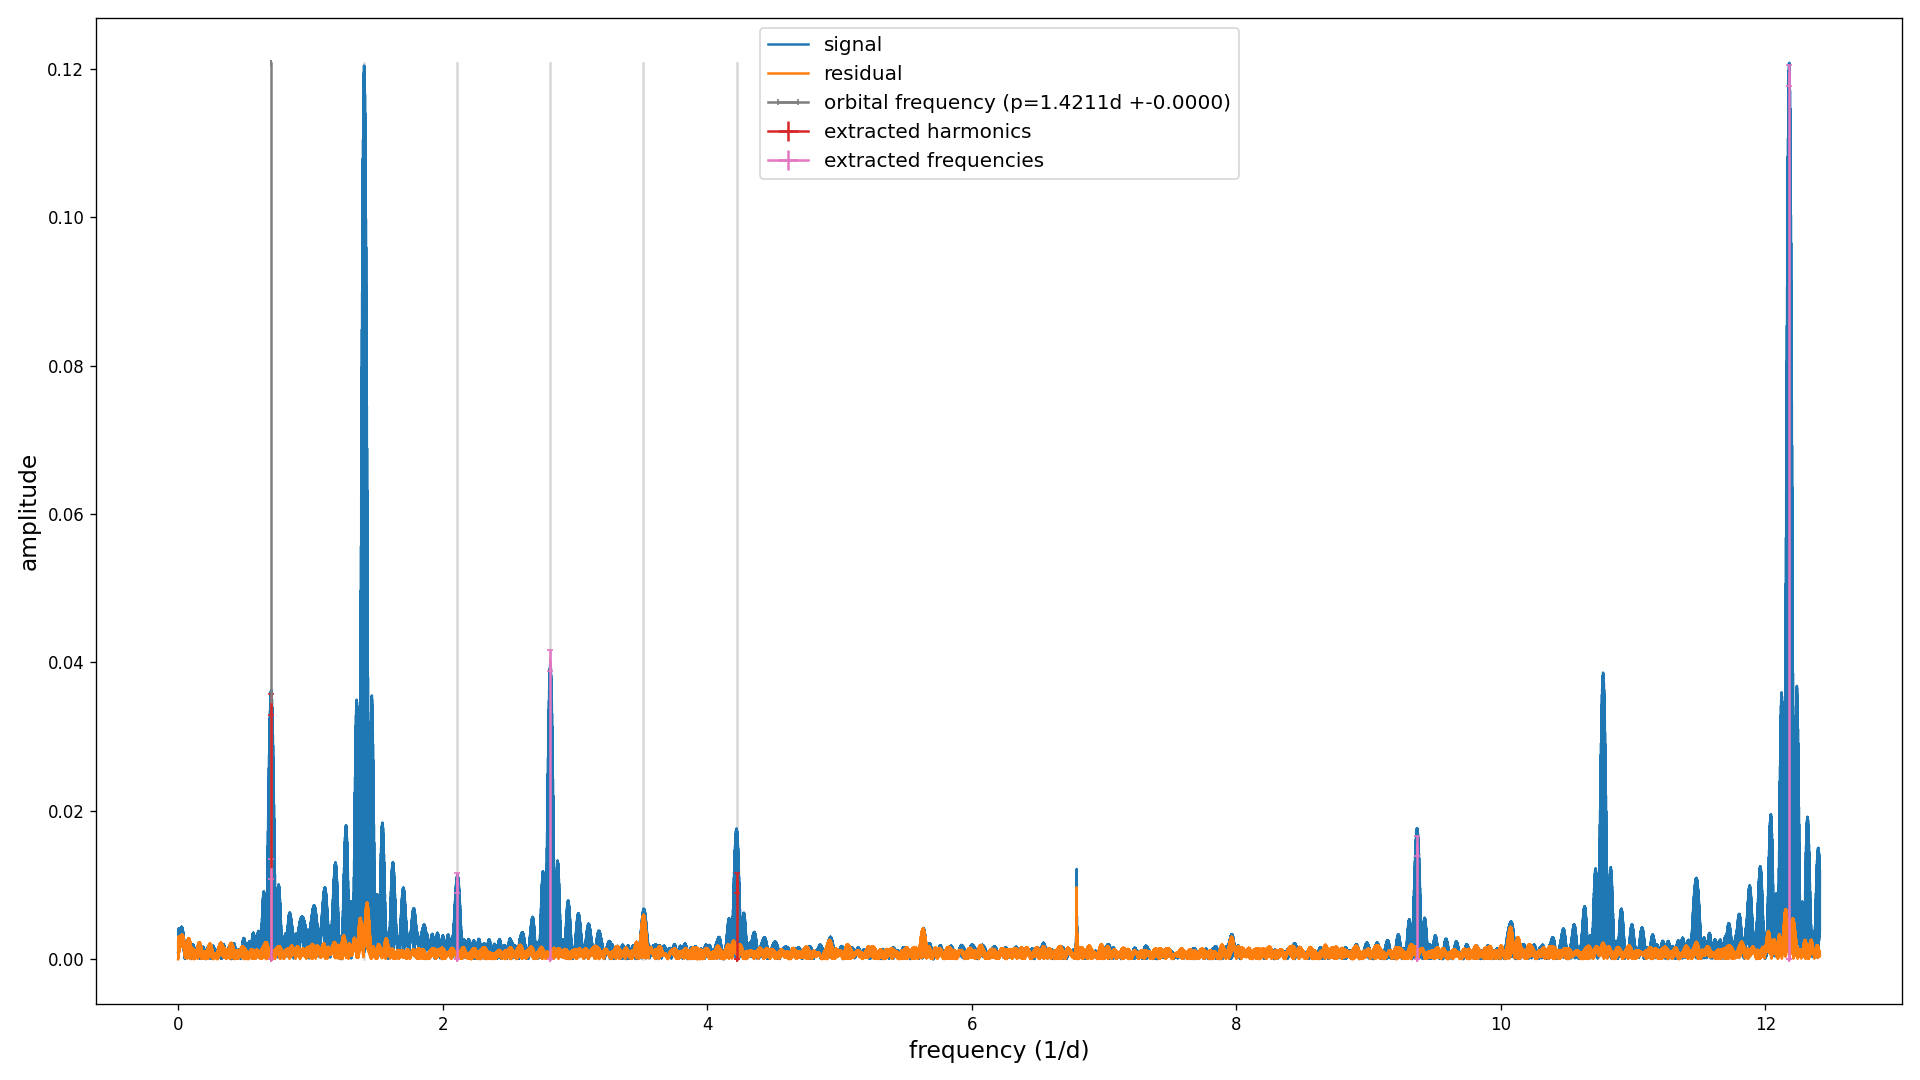 signal
residual
orbital frequency (p=1.4211d +-0.0000)
extracted harmonics
extracted frequencies
0.12
0.10
0.08
0.06
0.04
0.02
0.00
amplitude
0 2 4 6 8 10 12
frequency (1/d)